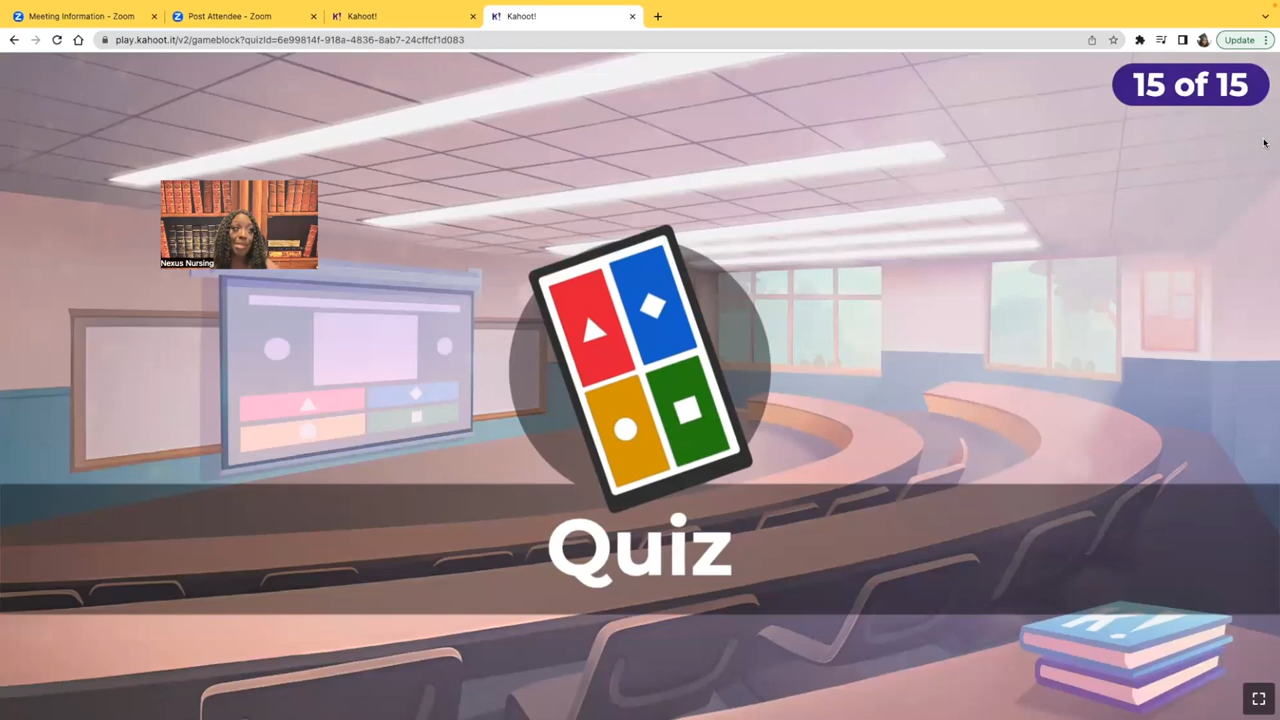 Meeting Information - Zoom
Post Attendee - Zoom
K! Kahoot!
K! Kahoot!
play.kahoot.it/v2/gameblock?quizId=6e99814f-918a-4836-8ab7-24cffcf1d083
Update
15 of 15
Nexus Nursing
Quiz
K!